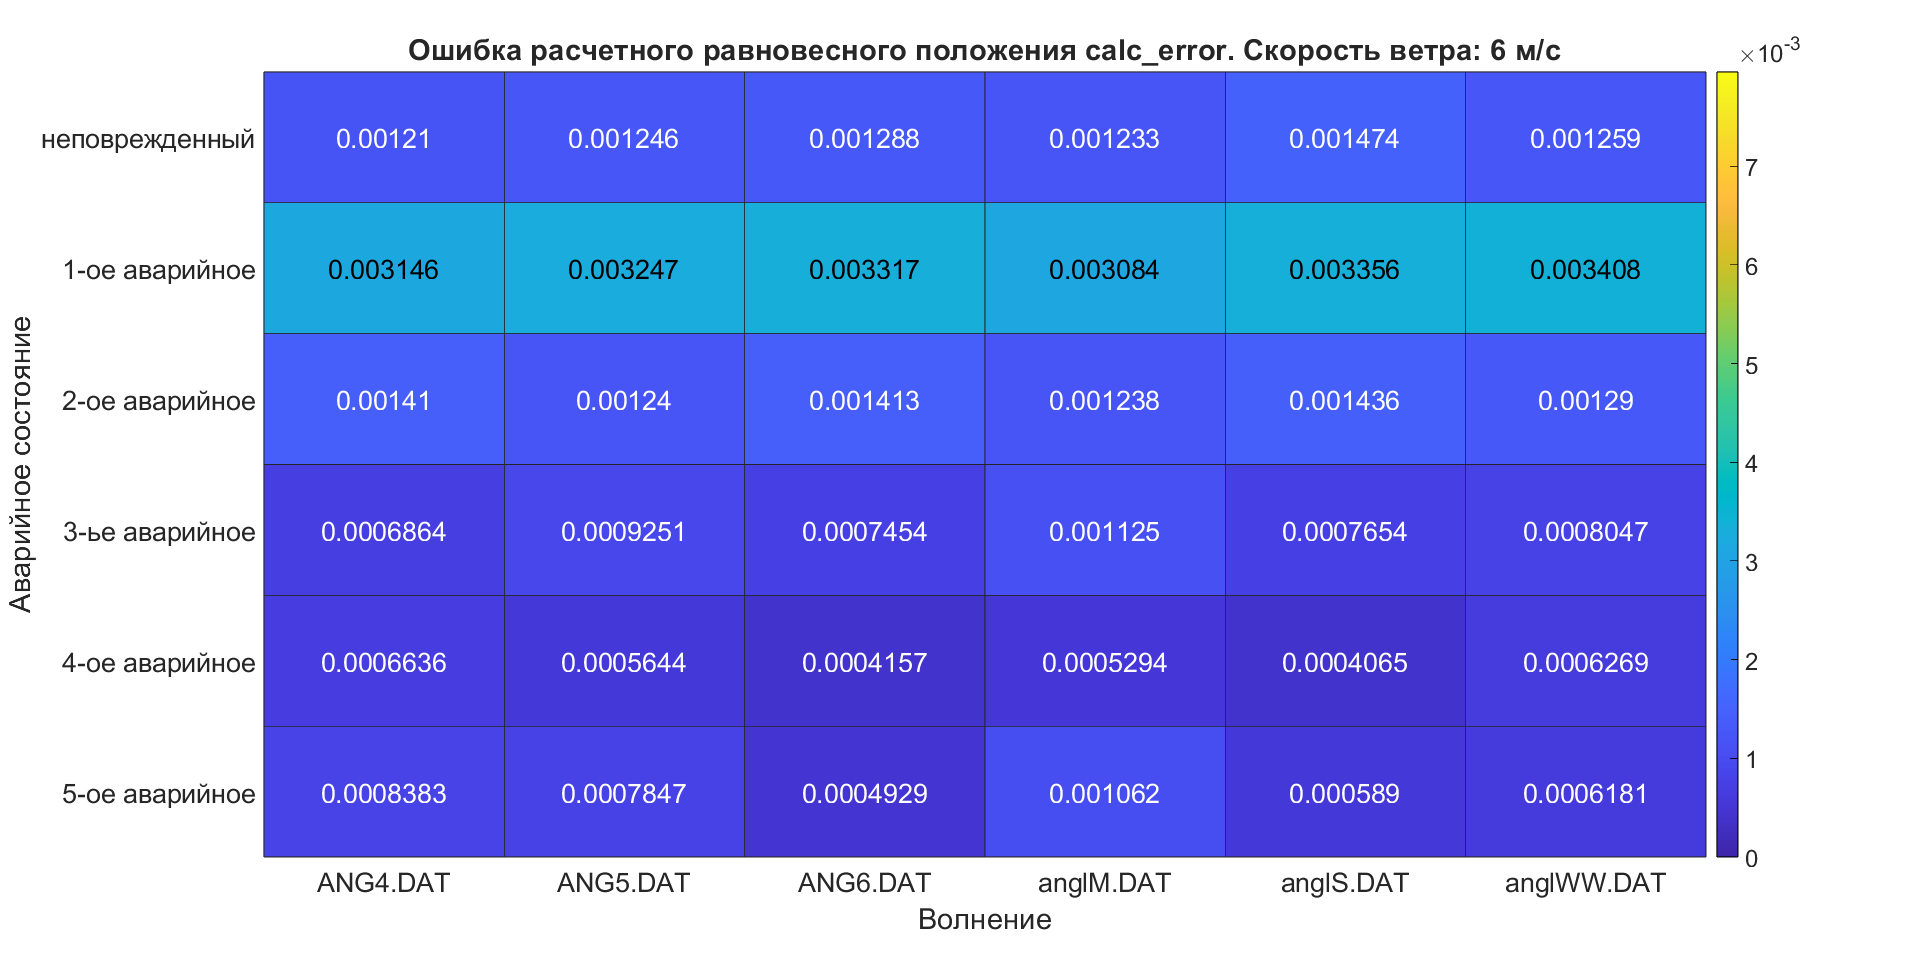 Ошибка расчетного равновесного положения calc_error. Скорость ветра: 6 м/с
×10⁻³
неповрежденный 0.00121 0.001246 0.001288 0.001233 0.001474 0.001259
1-ое аварийное 0.003146 0.003247 0.003317 0.003084 0.003356 0.003408
2-ое аварийное 0.00141 0.00124 0.001413 0.001238 0.001436 0.00129
3-ье аварийное 0.0006864 0.0009251 0.0007454 0.001125 0.0007654 0.0008047
4-ое аварийное 0.0006636 0.0005644 0.0004157 0.0005294 0.0004065 0.0006269
5-ое аварийное 0.0008383 0.0007847 0.0004929 0.001062 0.000589 0.0006181
ANG4.DAT ANG5.DAT ANG6.DAT anglM.DAT anglS.DAT anglWW.DAT
Волнение
Аварийное состояние
7
6
5
4
3
2
1
0